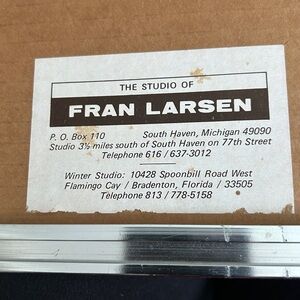 THE STUDIO OF
FRAN LARSEN
P. O. Box 110 South Haven, Michigan 49090
Studio 3½ miles south of South Haven on 77th Street
Telephone 616 / 637-3012
Winter Studio: 10428 Spoonbill Road West
Flamingo Cay / Bradenton, Florida / 33505
Telephone 813 / 778-5158